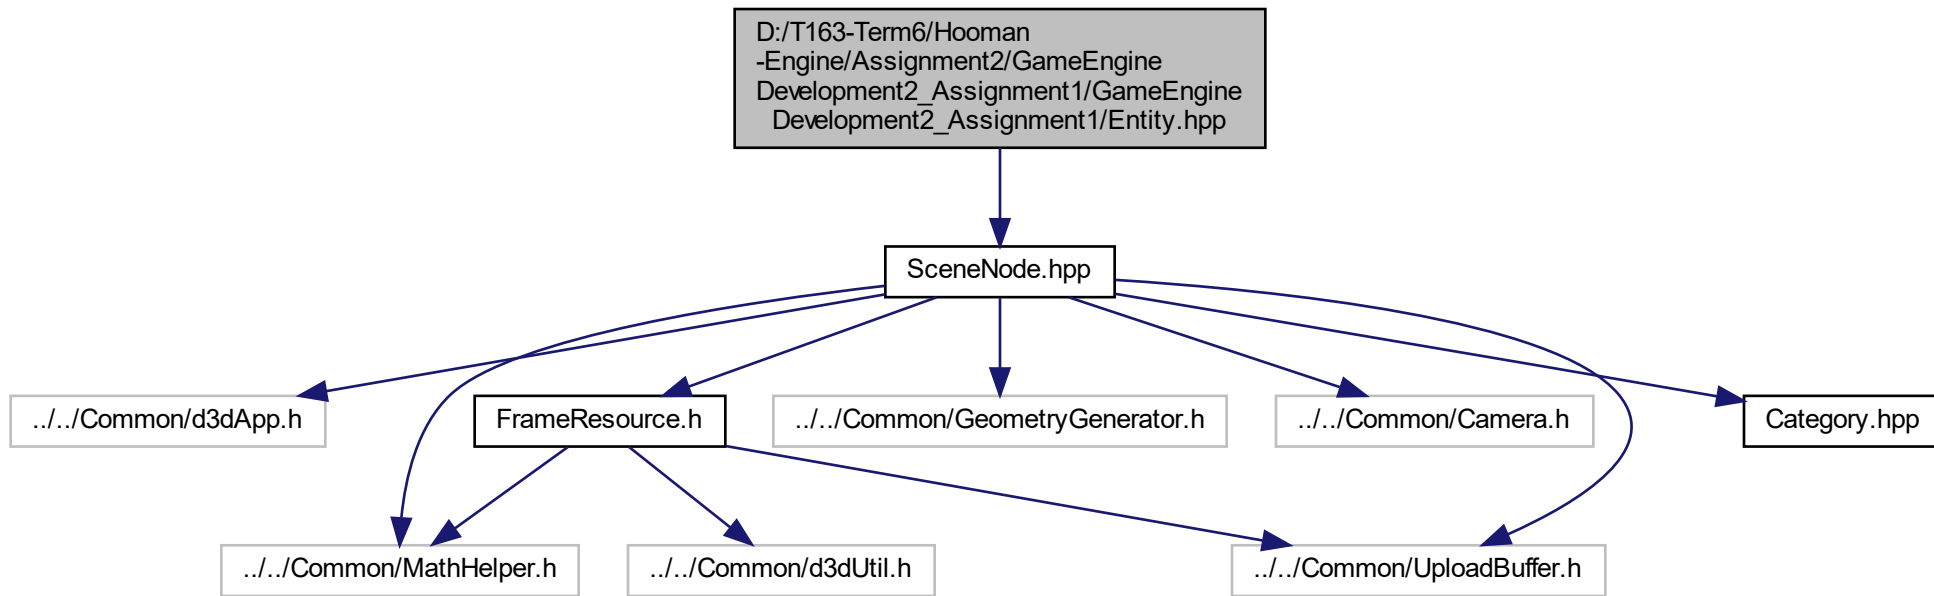 D:/T163-Term6/Hooman
-Engine/Assignment2/GameEngine
Development2_Assignment1/GameEngine
Development2_Assignment1/Entity.hpp
SceneNode.hpp
../../Common/d3dApp.h
FrameResource.h
../../Common/GeometryGenerator.h
../../Common/Camera.h
Category.hpp
../../Common/MathHelper.h
../../Common/d3dUtil.h
../../Common/UploadBuffer.h